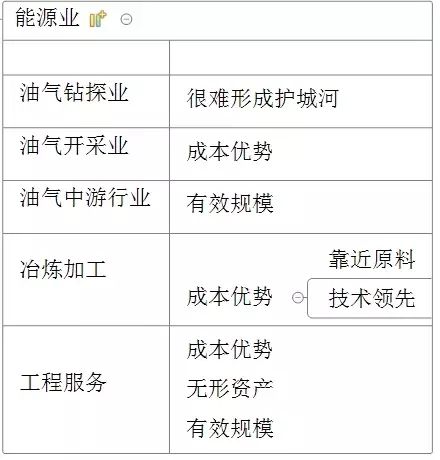 能源业
油气钻探业 很难形成护城河
油气开采业 成本优势
油气中游行业 有效规模
冶炼加工 成本优势
靠近原料
技术领先
工程服务
成本优势
无形资产
有效规模